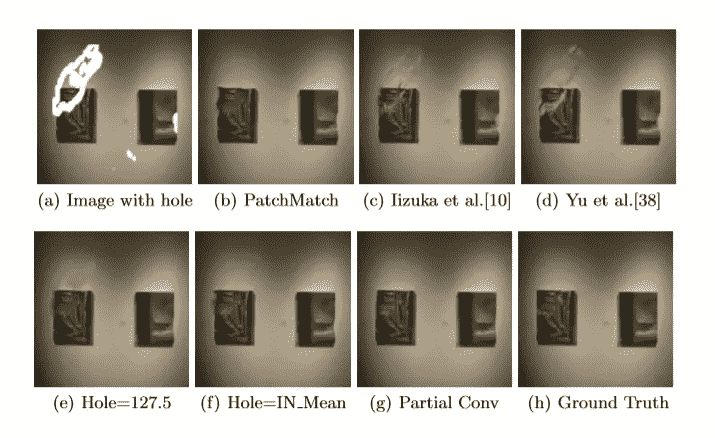 (a) Image with hole
(b) PatchMatch
(c) Iizuka et al.[10]
(d) Yu et al.[38]
(e) Hole=127.5
(f) Hole=IN_Mean
(g) Partial Conv
(h) Ground Truth